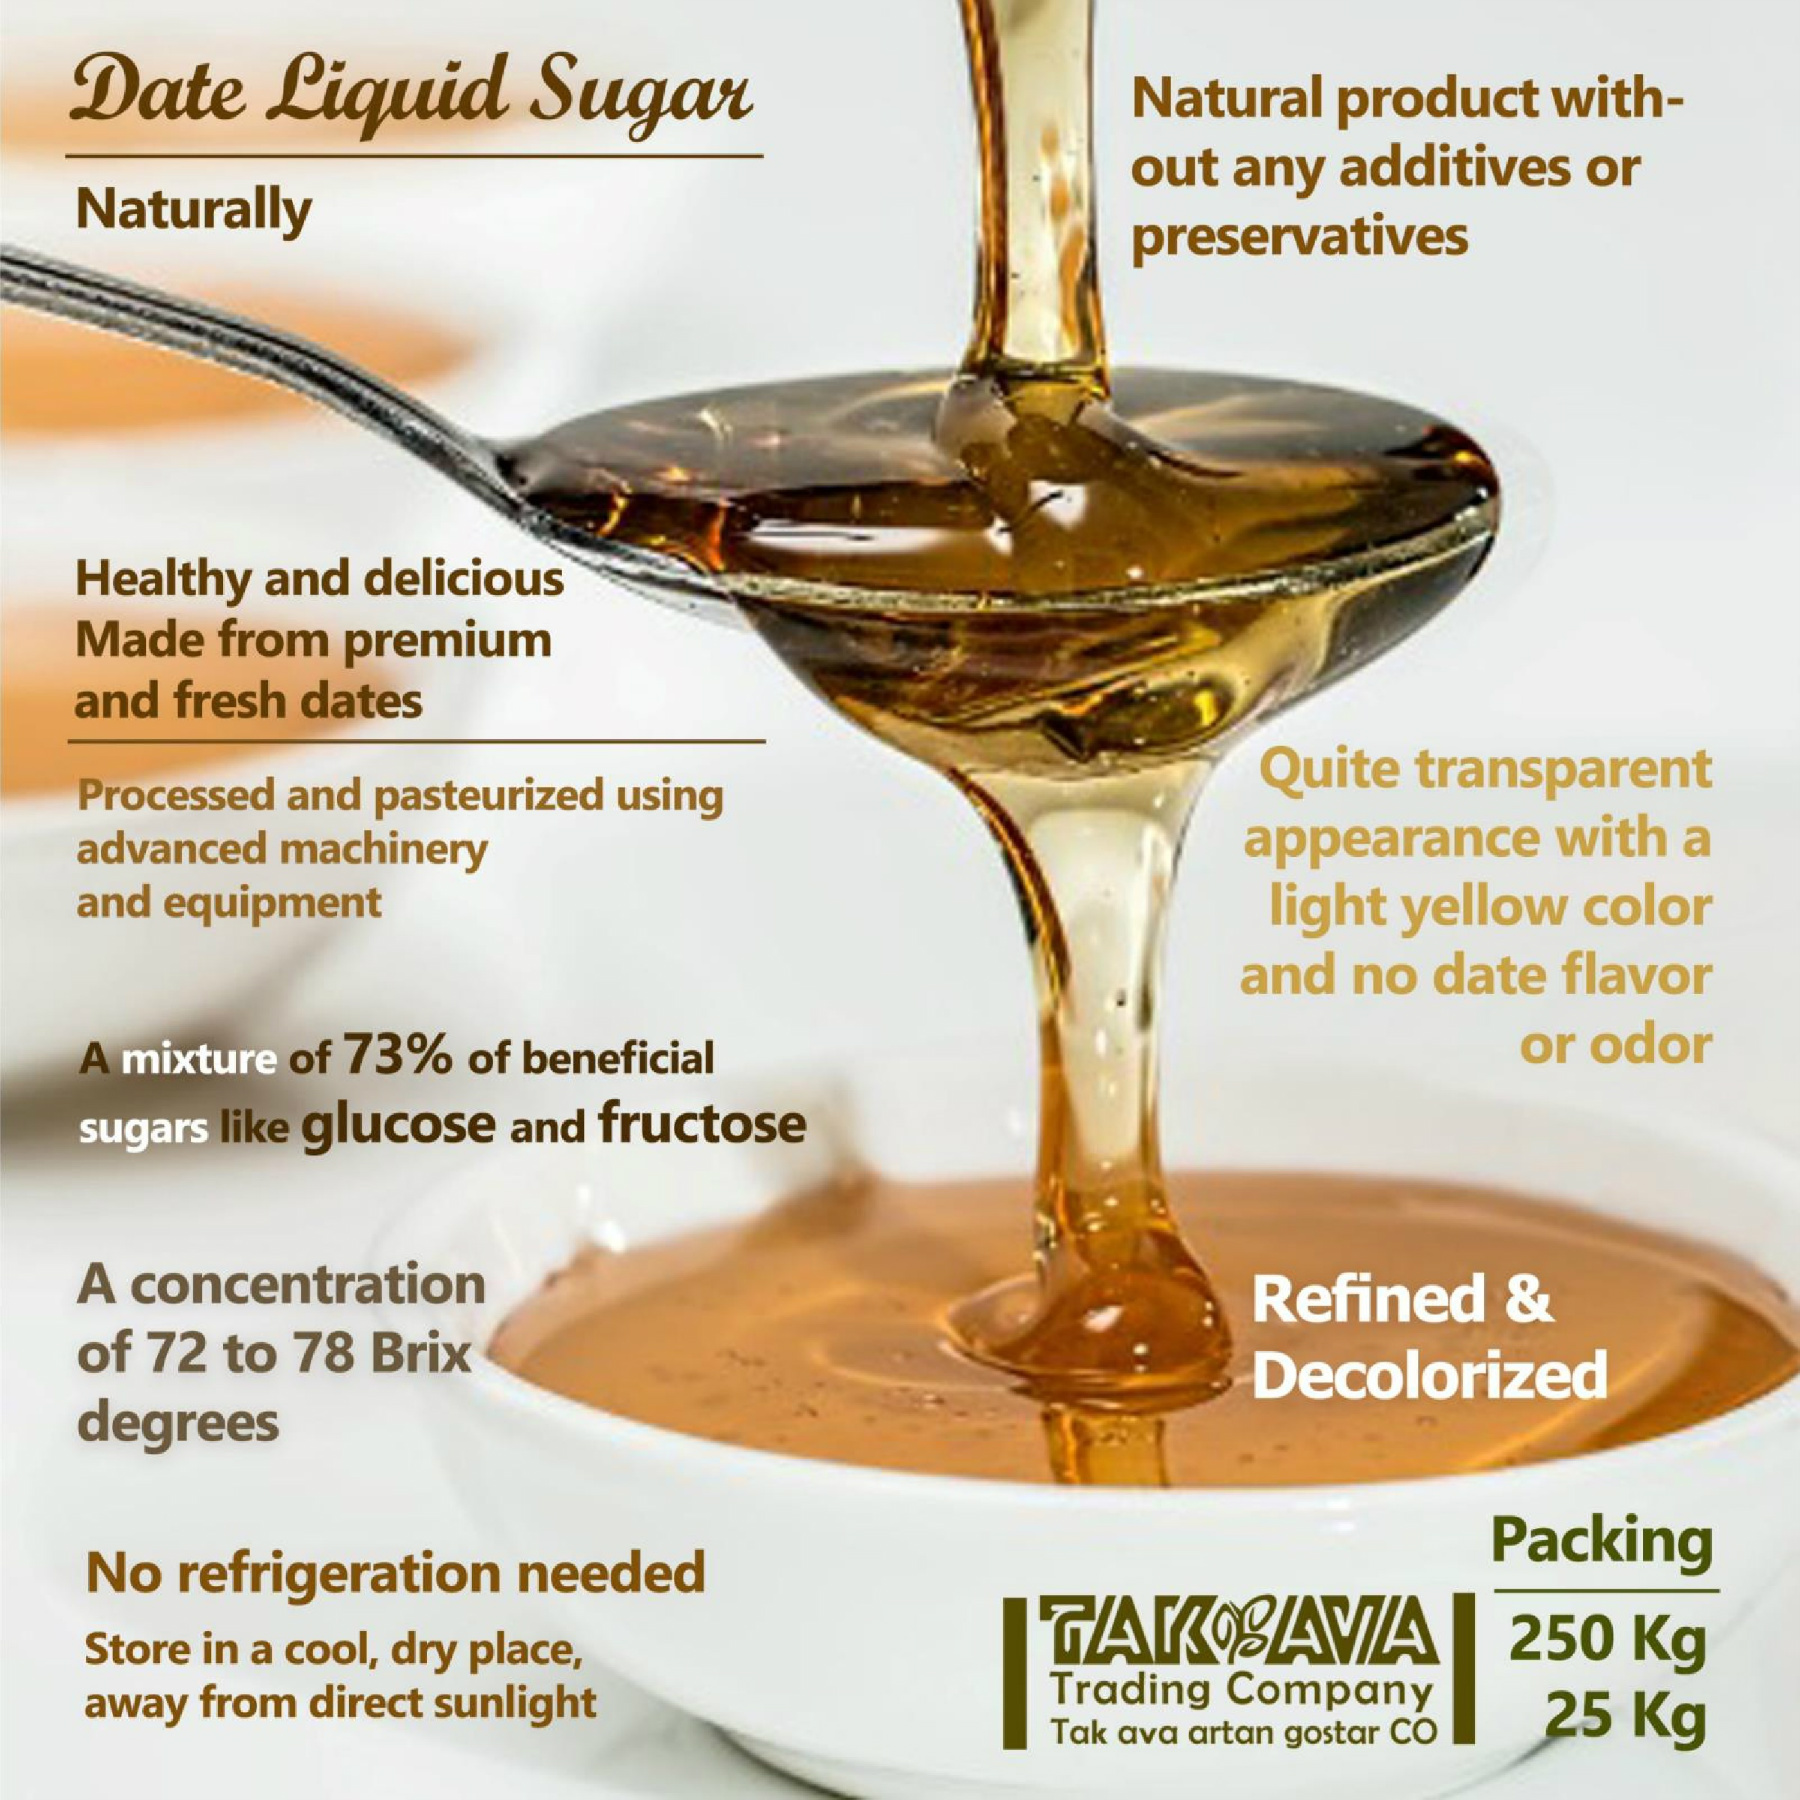 Date Liquid Sugar
Naturally
Natural product with-
out any additives or
preservatives
Healthy and delicious
Made from premium
and fresh dates
Processed and pasteurized using
advanced machinery
and equipment
Quite transparent
appearance with a
light yellow color
and no date flavor
or odor
A mixture of 73% of beneficial
sugars like glucose and fructose
A concentration
of 72 to 78 Brix
degrees
Refined &
Decolorized
No refrigeration needed
Store in a cool, dry place,
away from direct sunlight
TAK AVA
Trading Company
Tak ava artan gostar CO
Packing
250 Kg
25 Kg